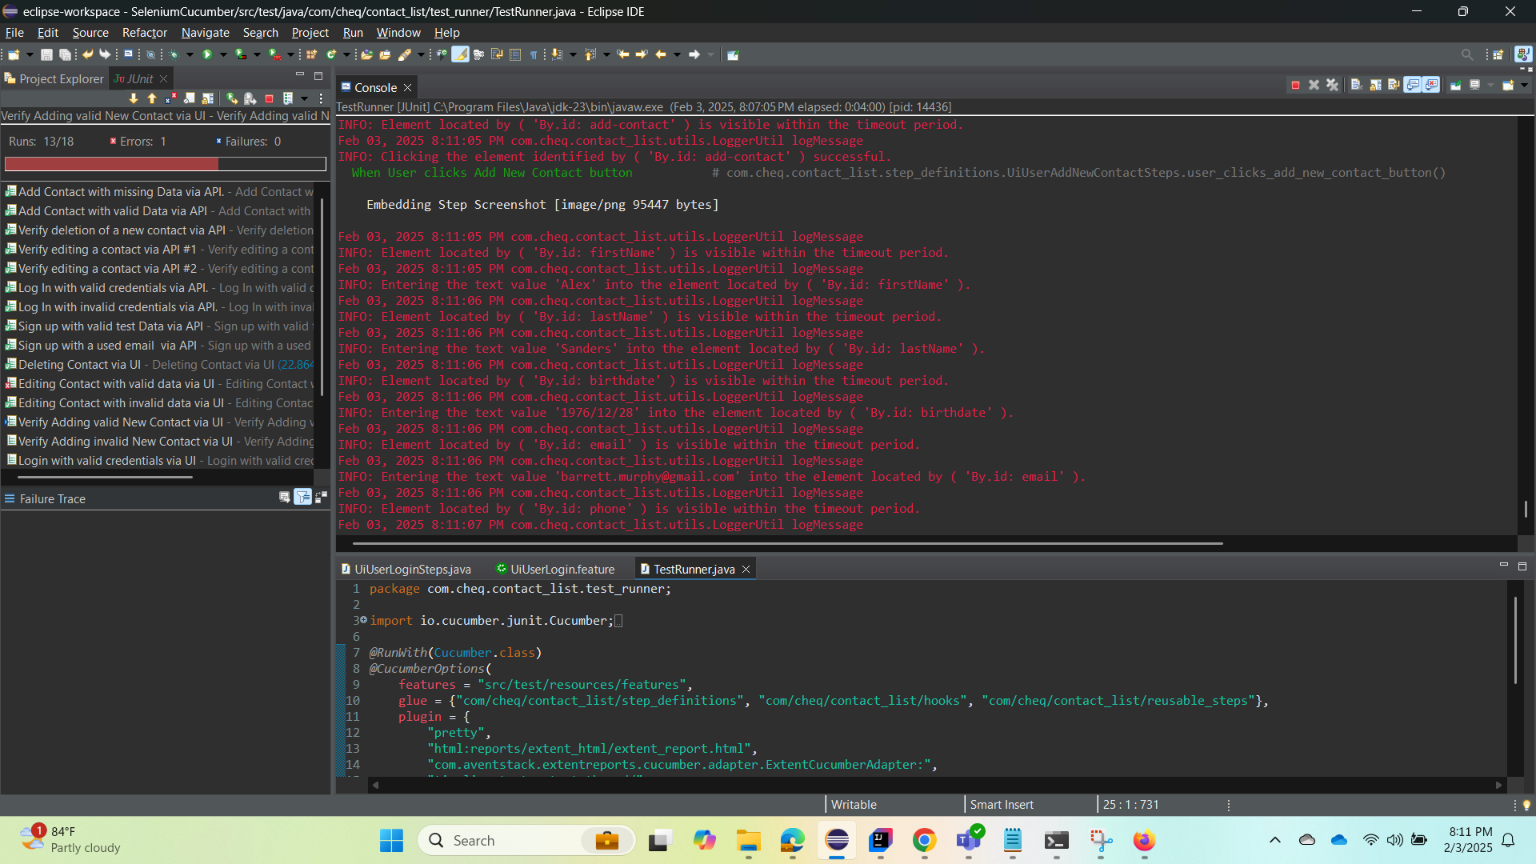 eclipse-workspace - SeleniumCucumber/src/test/java/com/cheq/contact_list/test_runner/TestRunner.java - Eclipse IDE
File Edit Source Refactor Navigate Search Project Run Window Help
Project Explorer
JUnit
Verify Adding valid New Contact via UI - Verify Adding valid N
Runs: 13/18 Errors: 1 Failures: 0
Add Contact with missing Data via API. - Add Contact w
Add Contact with valid Data via API - Add Contact with
Verify deletion of a new contact via API - Verify deletion
Verify editing a contact via API #1 - Verify editing a cont
Verify editing a contact via API #2 - Verify editing a cont
Log In with valid credentials via API. - Log In with valid c
Log In with invalid credentials via API. - Log In with inva
Sign up with valid test Data via API - Sign up with valid
Sign up with a used email via API - Sign up with a used
Deleting Contact via UI - Deleting Contact via UI (22.864
Editing Contact with valid data via UI - Editing Contact
Editing Contact with invalid data via UI - Editing Contac
Verify Adding valid New Contact via UI - Verify Adding v
Verify Adding invalid New Contact via UI - Verify Adding
Login with valid credentials via UI - Login with valid cre
Failure Trace
Console
TestRunner [JUnit] C:\Program Files\Java\jdk-23\bin\javaw.exe (Feb 3, 2025, 8:07:05 PM elapsed: 0:04:00) [pid: 14436]
INFO: Element located by ( 'By.id: add-contact' ) is visible within the timeout period.
Feb 03, 2025 8:11:05 PM com.cheq.contact_list.utils.LoggerUtil logMessage
INFO: Clicking the element identified by ( 'By.id: add-contact' ) successful.
When User clicks Add New Contact button # com.cheq.contact_list.step_definitions.UiUserAddNewContactSteps.user_clicks_add_new_contact_button()
Embedding Step Screenshot [image/png 95447 bytes]
Feb 03, 2025 8:11:05 PM com.cheq.contact_list.utils.LoggerUtil logMessage
INFO: Element located by ( 'By.id: firstName' ) is visible within the timeout period.
Feb 03, 2025 8:11:05 PM com.cheq.contact_list.utils.LoggerUtil logMessage
INFO: Entering the text value 'Alex' into the element located by ( 'By.id: firstName' ).
Feb 03, 2025 8:11:06 PM com.cheq.contact_list.utils.LoggerUtil logMessage
INFO: Element located by ( 'By.id: lastName' ) is visible within the timeout period.
Feb 03, 2025 8:11:06 PM com.cheq.contact_list.utils.LoggerUtil logMessage
INFO: Entering the text value 'Sanders' into the element located by ( 'By.id: lastName' ).
Feb 03, 2025 8:11:06 PM com.cheq.contact_list.utils.LoggerUtil logMessage
INFO: Element located by ( 'By.id: birthdate' ) is visible within the timeout period.
Feb 03, 2025 8:11:06 PM com.cheq.contact_list.utils.LoggerUtil logMessage
INFO: Entering the text value '1976/12/28' into the element located by ( 'By.id: birthdate' ).
Feb 03, 2025 8:11:06 PM com.cheq.contact_list.utils.LoggerUtil logMessage
INFO: Element located by ( 'By.id: email' ) is visible within the timeout period.
Feb 03, 2025 8:11:06 PM com.cheq.contact_list.utils.LoggerUtil logMessage
INFO: Entering the text value 'barrett.murphy@gmail.com' into the element located by ( 'By.id: email' ).
Feb 03, 2025 8:11:06 PM com.cheq.contact_list.utils.LoggerUtil logMessage
INFO: Element located by ( 'By.id: phone' ) is visible within the timeout period.
Feb 03, 2025 8:11:07 PM com.cheq.contact_list.utils.LoggerUtil logMessage
UiUserLoginSteps.java UiUserLogin.feature TestRunner.java
1 package com.cheq.contact_list.test_runner;
2
3 import io.cucumber.junit.Cucumber;
6
7 @RunWith(Cucumber.class)
8 @CucumberOptions(
9 features = "src/test/resources/features",
10 glue = {"com/cheq/contact_list/step_definitions", "com/cheq/contact_list/hooks", "com/cheq/contact_list/reusable_steps"},
11 plugin = {
12 "pretty",
13 "html:reports/extent_html/extent_report.html",
14 "com.aventstack.extentreports.cucumber.adapter.ExtentCucumberAdapter:",
Writable Smart Insert 25 : 1 : 731
1
84°F
Partly cloudy
Search
8:11 PM
2/3/2025